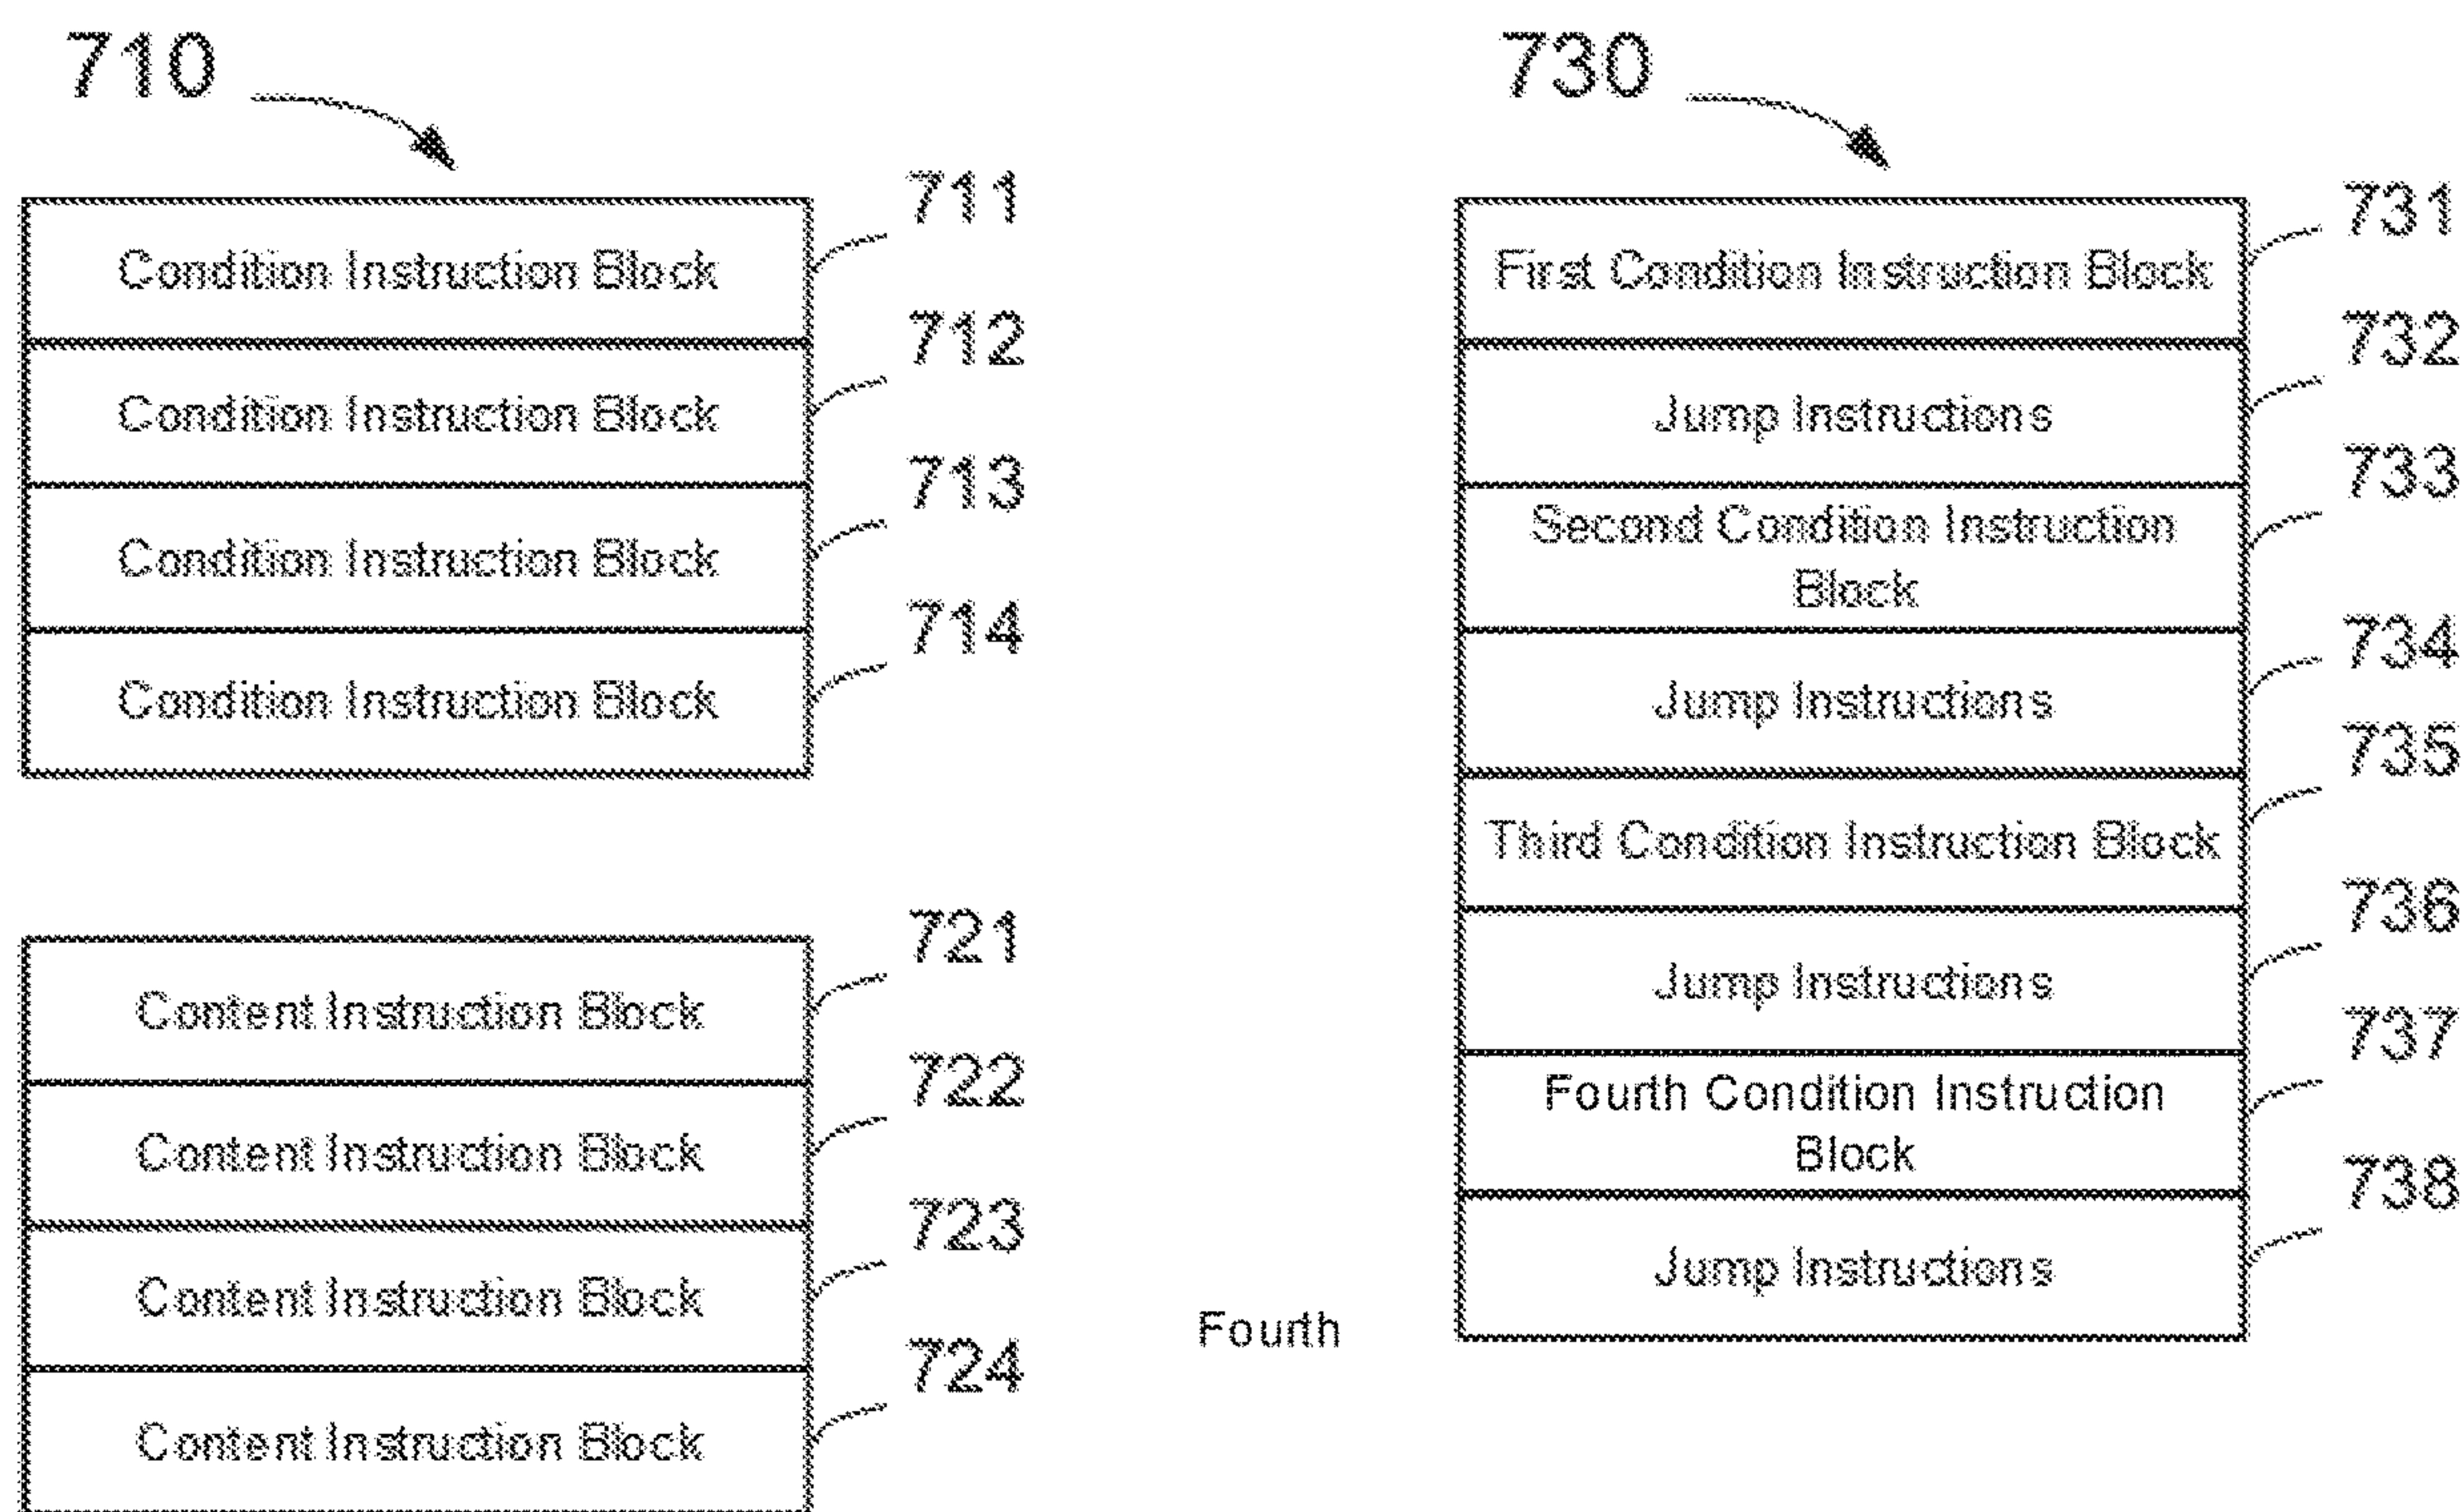 710
Condition Instruction Block
711
Condition Instruction Block
712
Condition Instruction Block
713
Condition Instruction Block
714
Content Instruction Block
721
Content Instruction Block
722
Content Instruction Block
723
Content Instruction Block
724
Fourth
730
First Condition Instruction Block
731
Jump Instructions
732
Second Condition Instruction
Block
733
Jump Instructions
734
Third Condition Instruction Block
735
Jump Instructions
736
Fourth Condition Instruction
Block
737
Jump Instructions
738